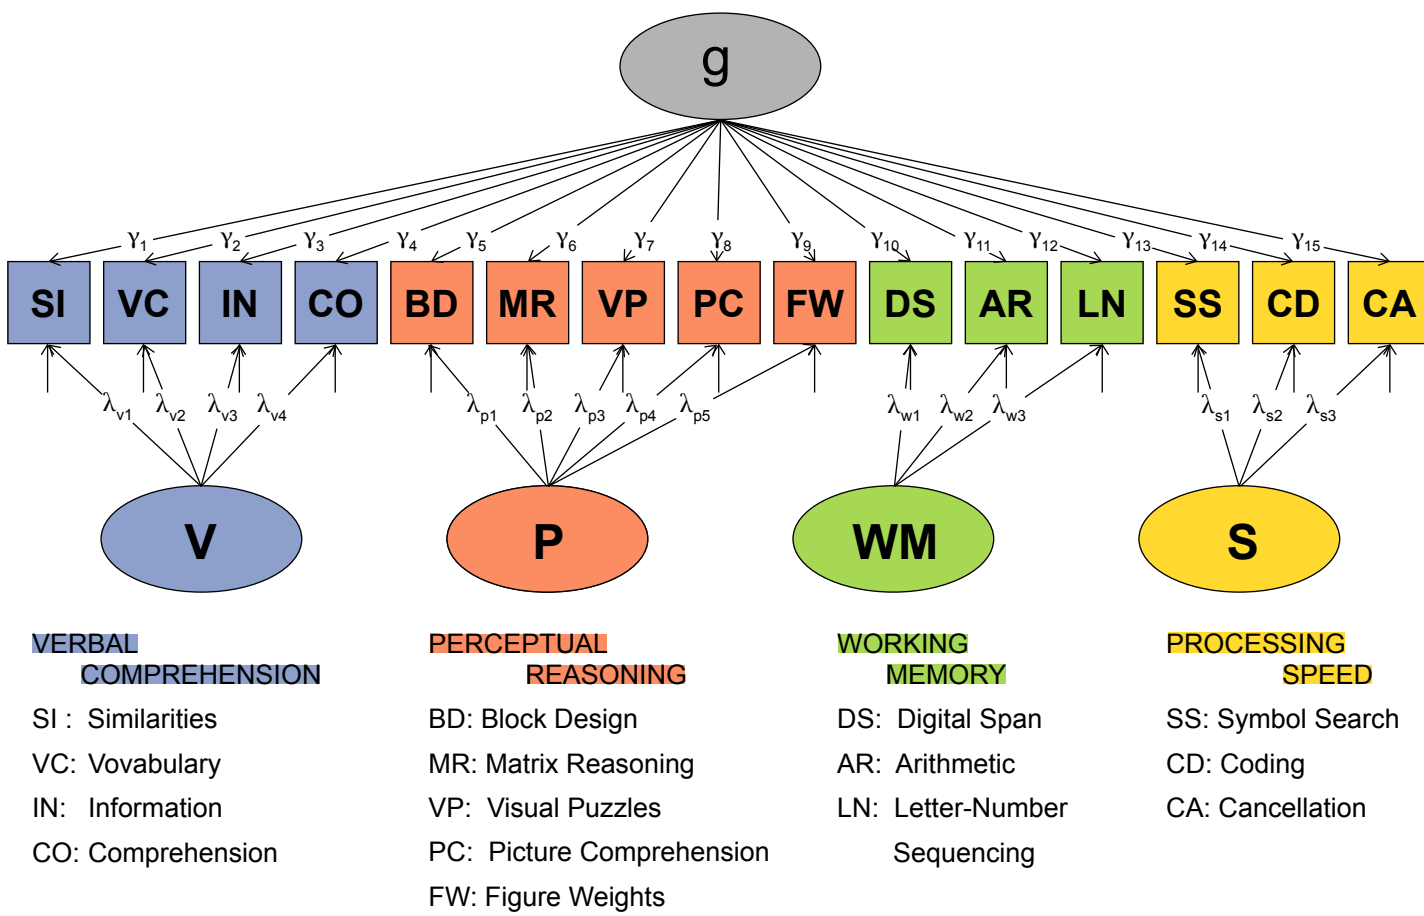 g
γ1 γ2 γ3 γ4 γ5 γ6 γ7 γ8 γ9 γ10 γ11 γ12 γ13 γ14 γ15
SI VC IN CO BD MR VP PC FW DS AR LN SS CD CA
λv1 λv2 λv3 λv4 λp1 λp2 λp3 λp4 λp5 λw1 λw2 λw3 λs1 λs2 λs3
V P WM S
VERBAL
COMPREHENSION
SI : Similarities
VC: Vovabulary
IN: Information
CO: Comprehension
PERCEPTUAL
REASONING
BD: Block Design
MR: Matrix Reasoning
VP: Visual Puzzles
PC: Picture Comprehension
FW: Figure Weights
WORKING
MEMORY
DS: Digital Span
AR: Arithmetic
LN: Letter-Number
Sequencing
PROCESSING
SPEED
SS: Symbol Search
CD: Coding
CA: Cancellation